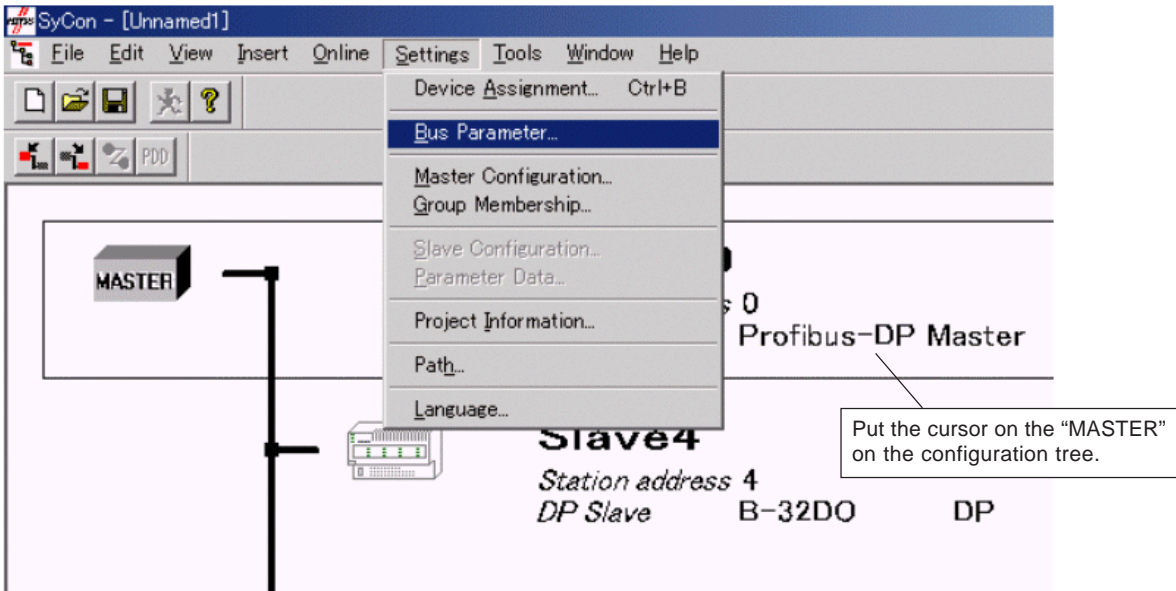 SyCon - [Unnamed1]
File Edit View Insert Online Settings Tools Window Help
Device Assignment... Ctrl+B
Bus Parameter...
PDD
Master Configuration...
Group Membership...
Slave Configuration...
Parameter Data...
Project Information...
Path...
Language...
MASTER
0
Profibus-DP Master
Put the cursor on the “MASTER”
on the configuration tree.
Slave4
Station address 4
DP Slave B-32DO DP